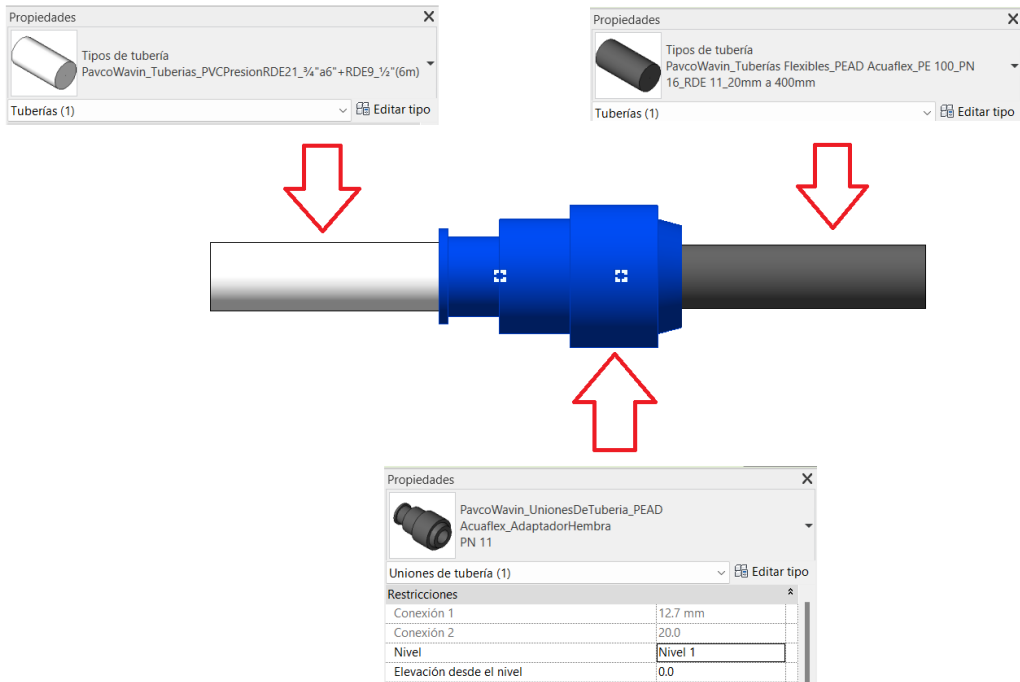 Propiedades
Tipos de tubería
PavcoWavin_Tuberias_PVCPresionRDE21_¾"a6"+RDE9_½"(6m)
Tuberías (1)
Editar tipo
Propiedades
Tipos de tubería
PavcoWavin_Tuberías Flexibles_PEAD Acuaflex_PE 100_PN
16_RDE 11_20mm a 400mm
Tuberías (1)
Editar tipo
Propiedades
PavcoWavin_UnionesDeTuberia_PEAD
Acuaflex_AdaptadorHembra
PN 11
Uniones de tubería (1)
Editar tipo
Restricciones
Conexión 1 12.7 mm
Conexión 2 20.0
Nivel Nivel 1
Elevación desde el nivel 0.0